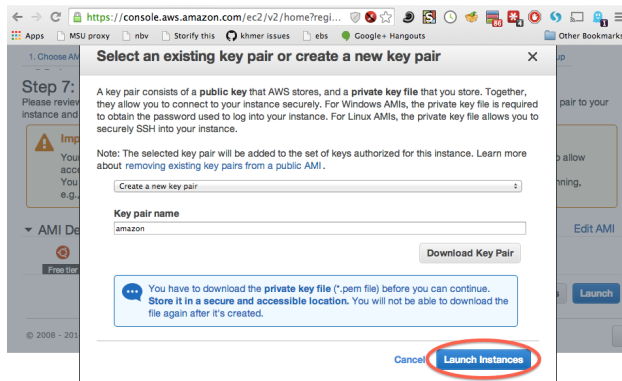 https://console.aws.amazon.com/ec2/v2/home?regi...
Apps MSU proxy nbv Storify this khmer issues ebs Google+ Hangouts Other Bookmarks
1. Choose AM
Select an existing key pair or create a new key pair
Step 7:
Please review
instance and
pair to your
A key pair consists of a public key that AWS stores, and a private key file that you store. Together,
they allow you to connect to your instance securely. For Windows AMIs, the private key file is required
to obtain the password used to log into your instance. For Linux AMIs, the private key file allows you to
securely SSH into your instance.
Imp
Your
acce
You
e.g.,
allow
nning,
Note: The selected key pair will be added to the set of keys authorized for this instance. Learn more
about removing existing key pairs from a public AMI.
Create a new key pair
Key pair name
amazon
AMI De
Edit AMI
Free tier
Download Key Pair
You have to download the private key file (*.pem file) before you can continue.
Store it in a secure and accessible location. You will not be able to download the
file again after it's created.
Launch
© 2008 - 201
Cancel Launch Instances